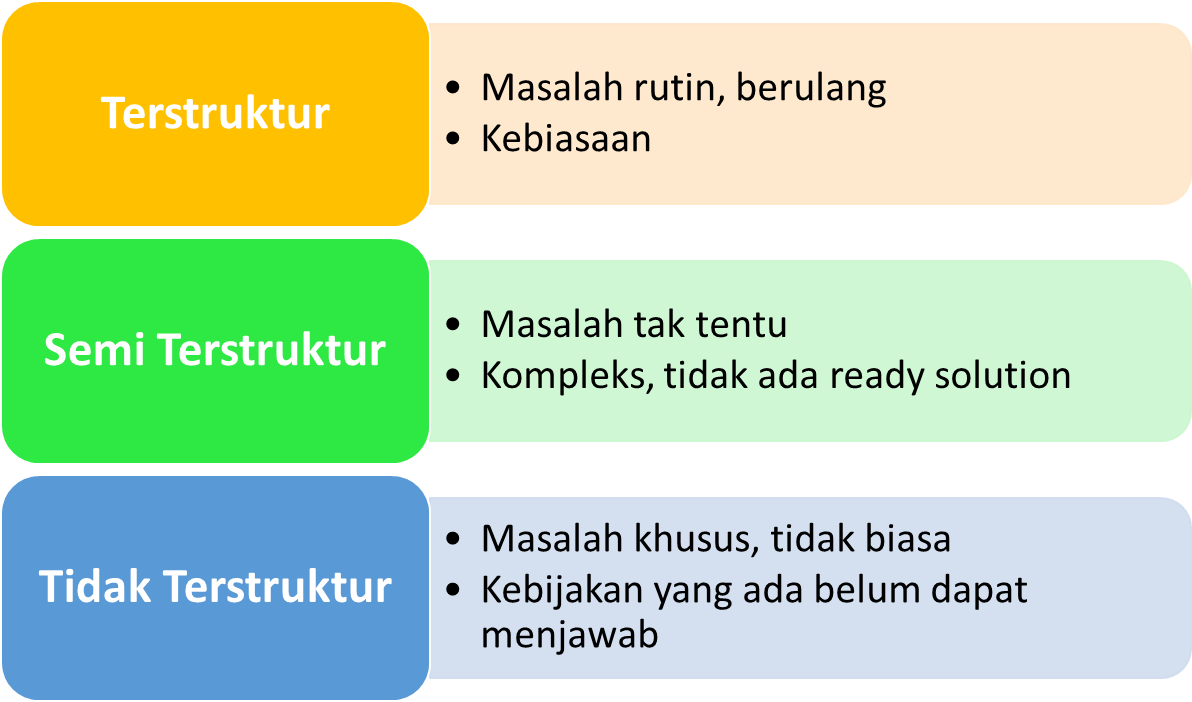 Terstruktur
• Masalah rutin, berulang
• Kebiasaan
Semi Terstruktur
• Masalah tak tentu
• Kompleks, tidak ada ready solution
Tidak Terstruktur
• Masalah khusus, tidak biasa
• Kebijakan yang ada belum dapat
menjawab